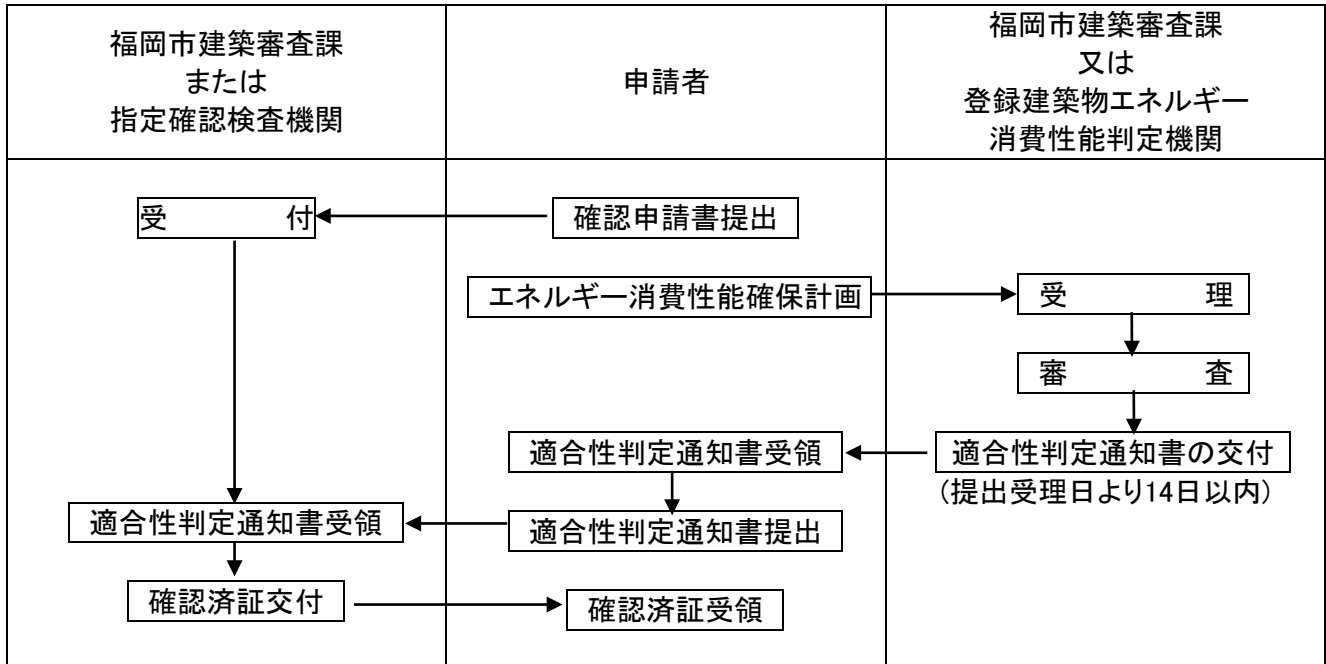 福岡市建築審査課
または
指定確認検査機関
申請者
福岡市建築審査課
又は
登録建築物エネルギー
消費性能判定機関
受　　　　付
確認申請書提出
エネルギー消費性能確保計画
受　　　　理
審　　　　査
適合性判定通知書受領
適合性判定通知書の交付
（提出受理日より14日以内）
適合性判定通知書受領
適合性判定通知書提出
確認済証交付
確認済証受領